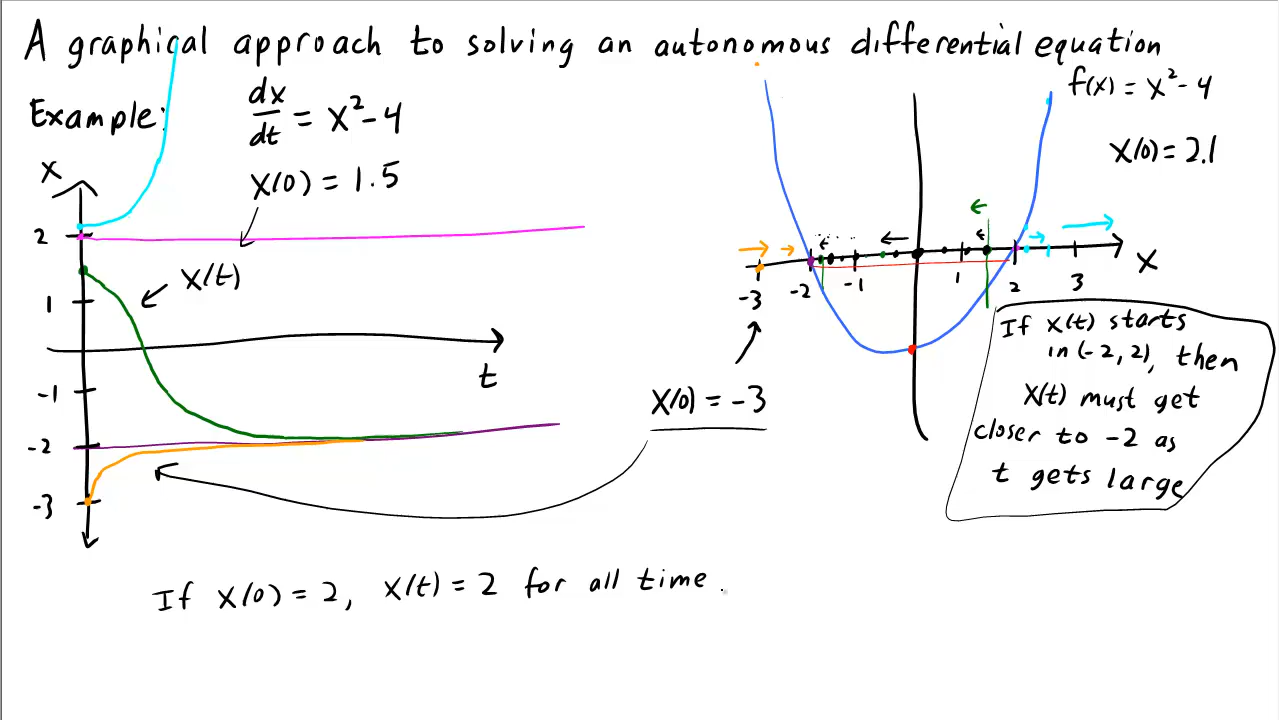 A graphical approach to solving an autonomous differential equation
Example:
dx
dt
= x²-4
X(0) = 1.5
x
2
1
-1
-2
-3
X(t)
t
f(x) = x²-4
X(0) = 2.1
-3
-2
-1
1
2
3
X
X(0) = -3
If x(t) starts
in (-2, 2), then
X(t) must get
closer to -2 as
t gets large
If X(0) = 2, X(t) = 2 for all time.